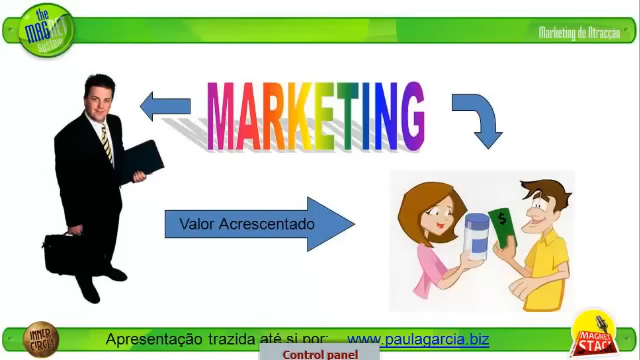 the
MAGNET
system
Marketing de Atracção
MARKETING
Valor Acrescentado
$
INNER
CIRCLE
Apresentação trazida até si por: www.paulagarcia.biz
MAGNET
STAG
Control panel